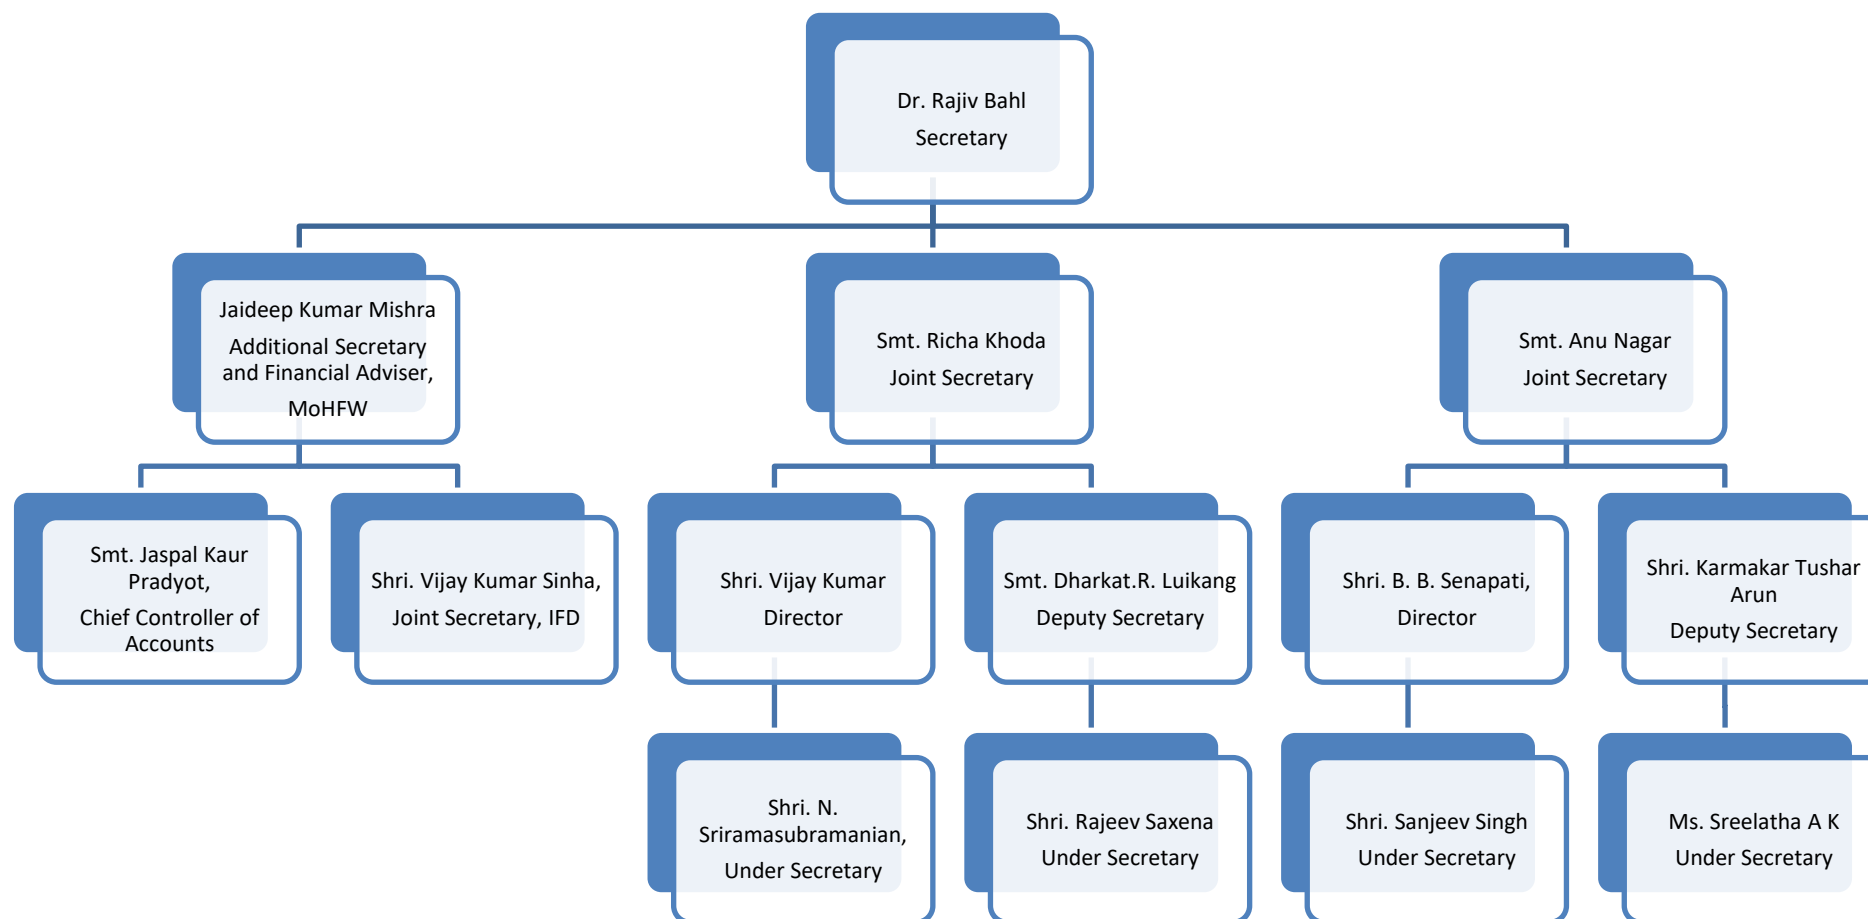 Dr. Rajiv Bahl
Secretary
Jaideep Kumar Mishra
Additional Secretary
and Financial Adviser,
MoHFW
Smt. Richa Khoda
Joint Secretary
Smt. Anu Nagar
Joint Secretary
Smt. Jaspal Kaur
Pradyot,
Chief Controller of
Accounts
Shri. Vijay Kumar Sinha,
Joint Secretary, IFD
Shri. Vijay Kumar
Director
Smt. Dharkat.R. Luikang
Deputy Secretary
Shri. B. B. Senapati,
Director
Shri. Karmakar Tushar
Arun
Deputy Secretary
Shri. N.
Sriramasubramanian,
Under Secretary
Shri. Rajeev Saxena
Under Secretary
Shri. Sanjeev Singh
Under Secretary
Ms. Sreelatha A K
Under Secretary